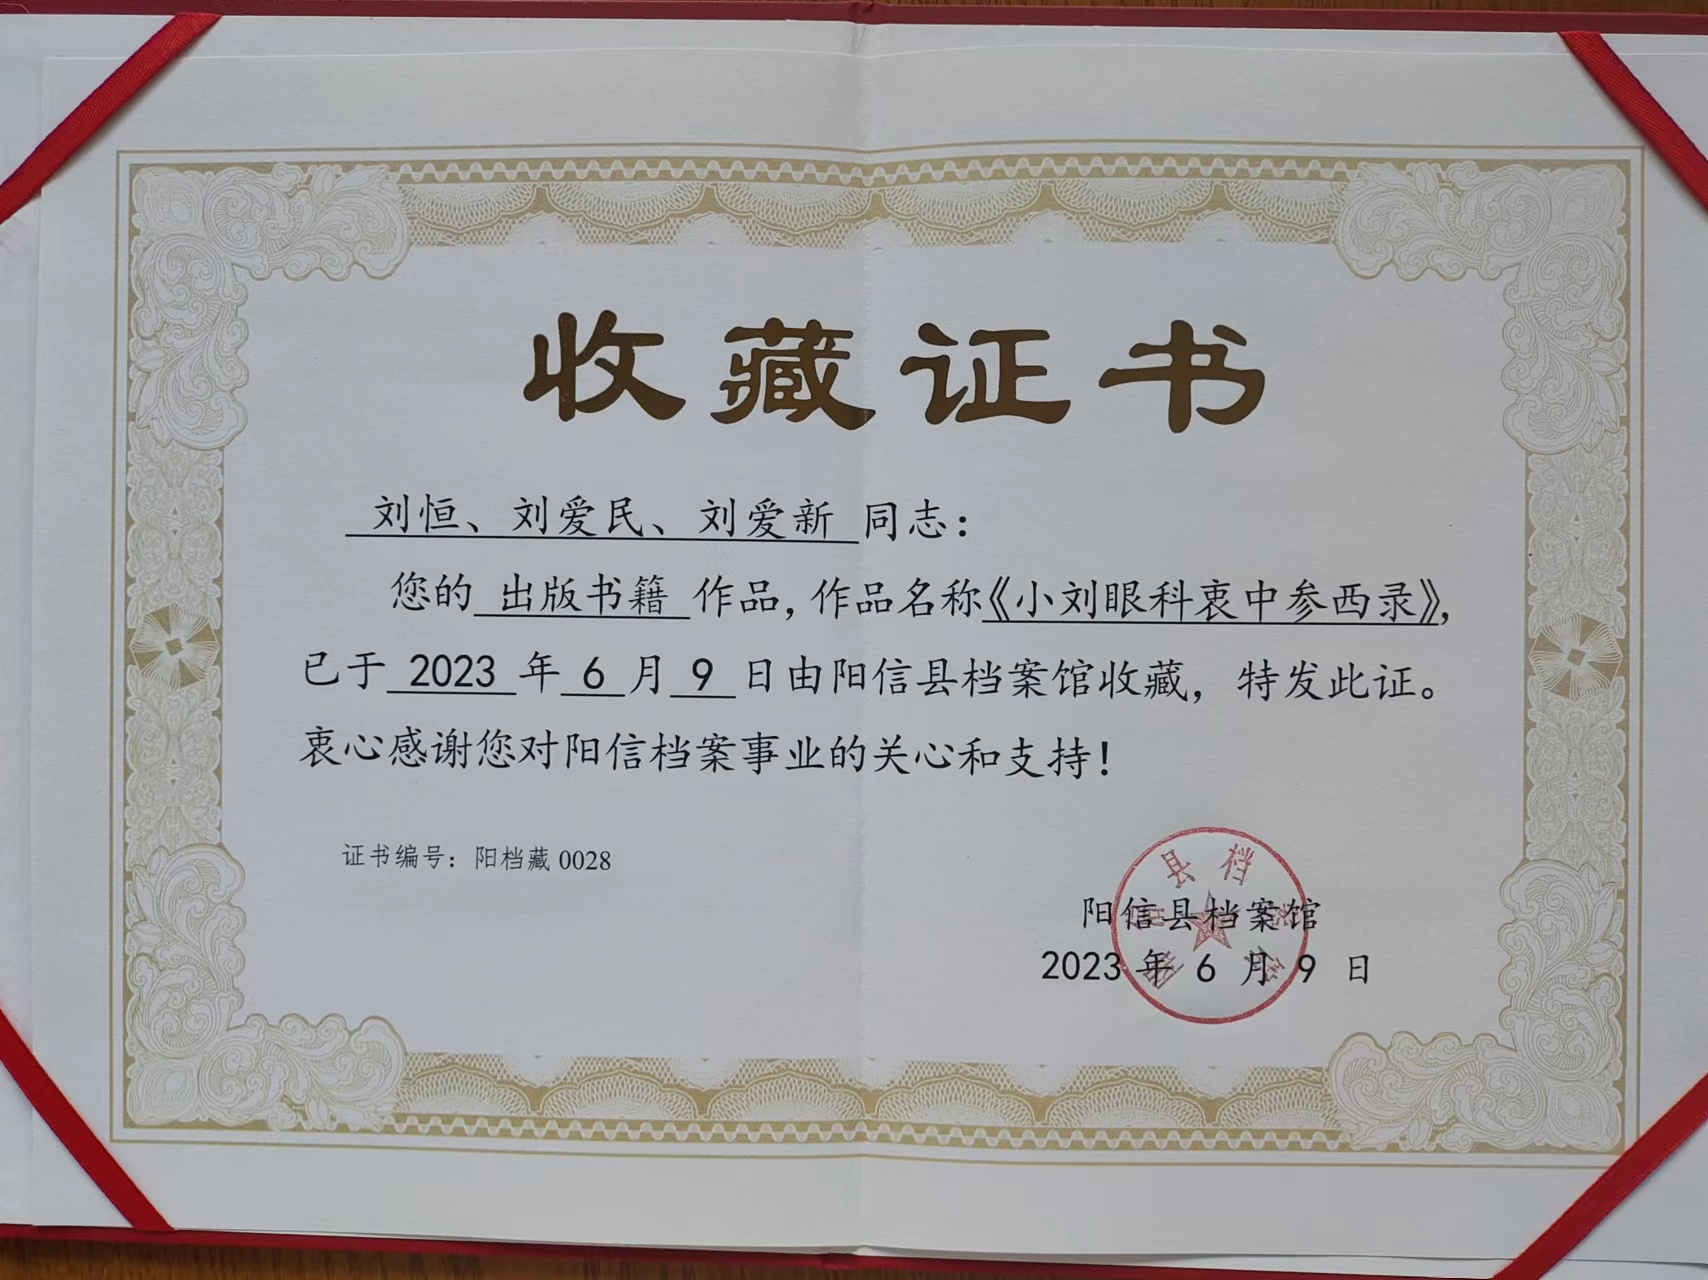 收藏证书
刘恒、刘爱民、刘爱新 同志：
您的 出版书籍 作品，作品名称《小刘眼科衷中参西录》，
已于 2023 年 6 月 9 日由阳信县档案馆收藏，特发此证。
衷心感谢您对阳信档案事业的关心和支持！
证书编号：阳档藏 0028
县档
阳信县档案馆
2023 年 6 月 9 日